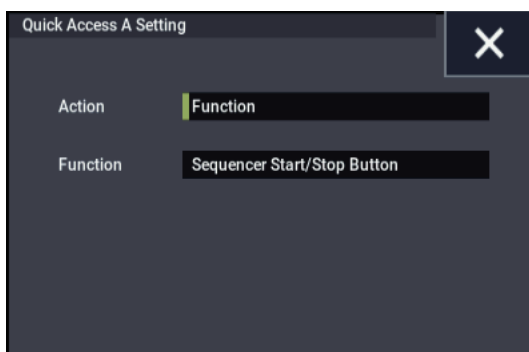 Quick Access A Setting
Action Function
Function Sequencer Start/Stop Button